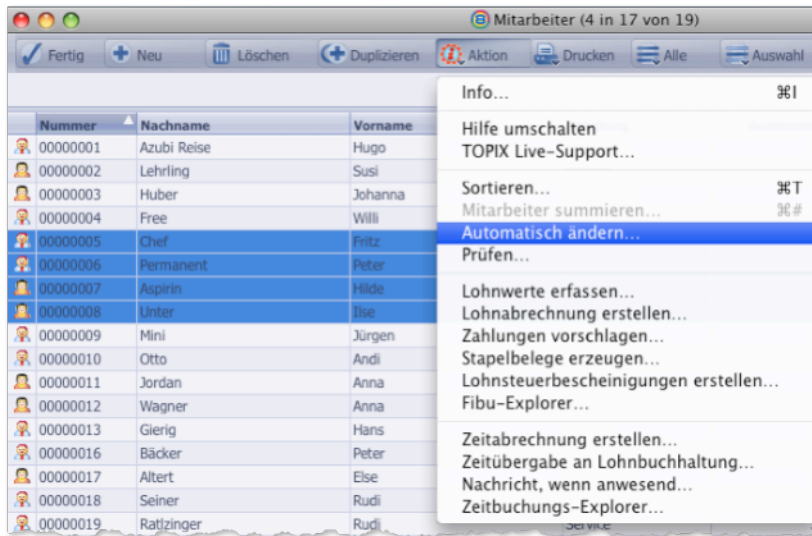 Mitarbeiter (4 in 17 von 19)
Fertig Neu Löschen Duplizieren Aktion Drucken Alle Auswahl
Nummer Nachname Vorname
00000001 Azubi Reise Hugo
00000002 Lehrling Susi
00000003 Huber Johanna
00000004 Free Willi
00000005 Chef Fritz
00000006 Permanent Peter
00000007 Aspirin Hilde
00000008 Unter Ilse
00000009 Mini Jürgen
00000010 Otto Andi
00000011 Jordan Anna
00000012 Wagner Anna
00000013 Gierig Hans
00000016 Bäcker Peter
00000017 Altert Else
00000018 Seiner Rudi
00000019 Ratlzinger Rudi Service
Info... ⌘I
Hilfe umschalten
TOPIX Live-Support...
Sortieren... ⌘T
Mitarbeiter summieren... ⌘#
Automatisch ändern...
Prüfen...
Lohnwerte erfassen...
Lohnabrechnung erstellen...
Zahlungen vorschlagen...
Stapelbelege erzeugen...
Lohnsteuerbescheinigungen erstellen...
Fibu-Explorer...
Zeitabrechnung erstellen...
Zeitübergabe an Lohnbuchhaltung...
Nachricht, wenn anwesend...
Zeitbuchungs-Explorer...